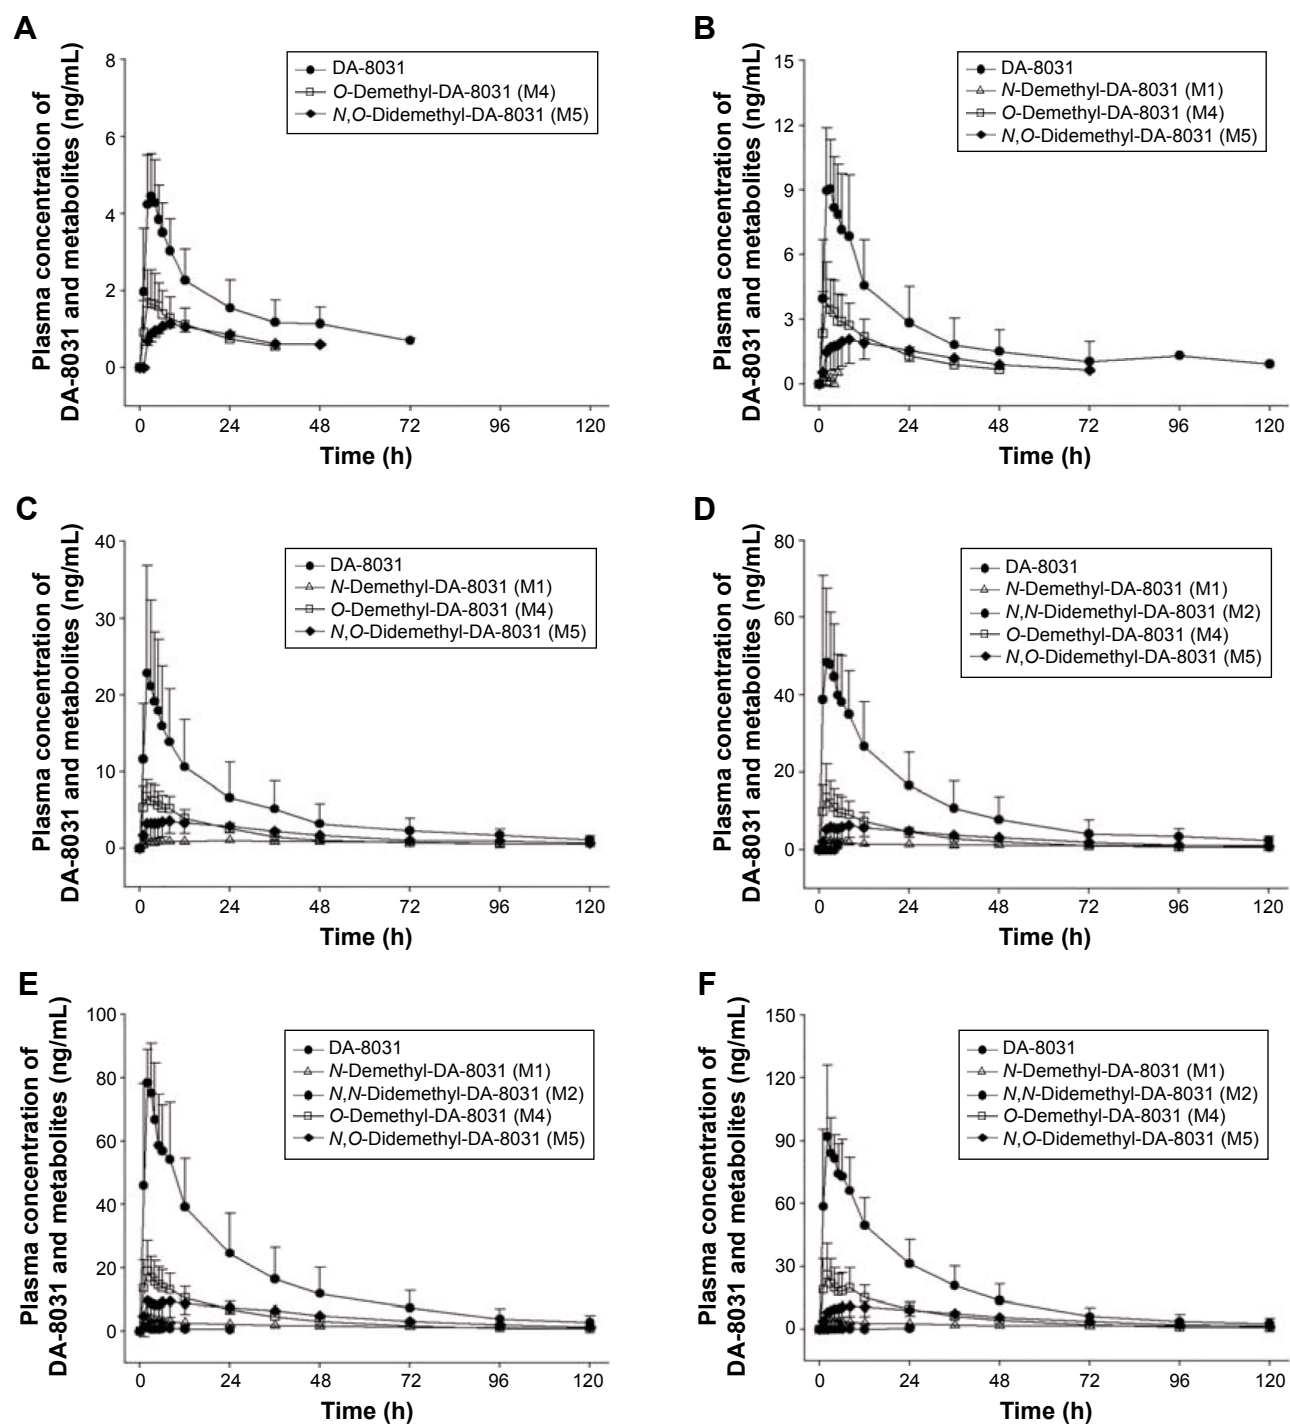 A
Plasma concentration of
DA-8031 and metabolites (ng/mL)
8
6
4
2
0
DA-8031
O-Demethyl-DA-8031 (M4)
N,O-Didemethyl-DA-8031 (M5)
0 24 48 72 96 120
Time (h)
B
Plasma concentration of
DA-8031 and metabolites (ng/mL)
15
12
9
6
3
0
DA-8031
N-Demethyl-DA-8031 (M1)
O-Demethyl-DA-8031 (M4)
N,O-Didemethyl-DA-8031 (M5)
0 24 48 72 96 120
Time (h)
C
Plasma concentration of
DA-8031 and metabolites (ng/mL)
40
30
20
10
0
DA-8031
N-Demethyl-DA-8031 (M1)
O-Demethyl-DA-8031 (M4)
N,O-Didemethyl-DA-8031 (M5)
0 24 48 72 96 120
Time (h)
D
Plasma concentration of
DA-8031 and metabolites (ng/mL)
80
60
40
20
0
DA-8031
N-Demethyl-DA-8031 (M1)
N,N-Didemethyl-DA-8031 (M2)
O-Demethyl-DA-8031 (M4)
N,O-Didemethyl-DA-8031 (M5)
0 24 48 72 96 120
Time (h)
E
Plasma concentration of
DA-8031 and metabolites (ng/mL)
100
80
60
40
20
0
DA-8031
N-Demethyl-DA-8031 (M1)
N,N-Didemethyl-DA-8031 (M2)
O-Demethyl-DA-8031 (M4)
N,O-Didemethyl-DA-8031 (M5)
0 24 48 72 96 120
Time (h)
F
Plasma concentration of
DA-8031 and metabolites (ng/mL)
150
120
90
60
30
0
DA-8031
N-Demethyl-DA-8031 (M1)
N,N-Didemethyl-DA-8031 (M2)
O-Demethyl-DA-8031 (M4)
N,O-Didemethyl-DA-8031 (M5)
0 24 48 72 96 120
Time (h)